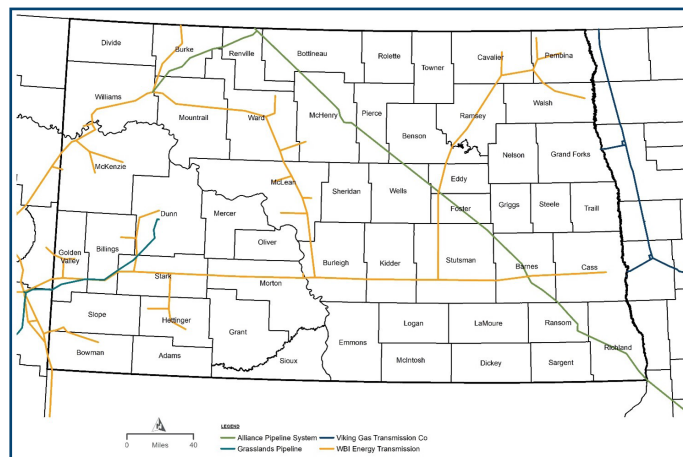 Divide
Burke
Renville
Bottineau
Rolette
Towner
Cavalier
Pembina
Williams
Mountrail
Ward
McHenry
Pierce
Benson
Ramsey
Walsh
McKenzie
McLean
Sheridan
Wells
Eddy
Foster
Nelson
Grand Forks
Griggs
Steele
Traill
Dunn
Mercer
Oliver
Golden
Valley
Billings
Stark
Morton
Burleigh
Kidder
Stutsman
Barnes
Cass
Slope
Hettinger
Grant
Bowman
Adams
Sioux
Emmons
Logan
LaMoure
Ransom
Richland
McIntosh
Dickey
Sargent
0 40
Miles
LEGEND
Alliance Pipeline System
Viking Gas Transmission Co
Grasslands Pipeline
WBI Energy Transmission